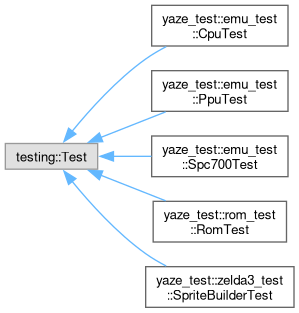 yaze_test::emu_test
::CpuTest
yaze_test::emu_test
::PpuTest
testing::Test
yaze_test::emu_test
::Spc700Test
yaze_test::rom_test
::RomTest
yaze_test::zelda3_test
::SpriteBuilderTest